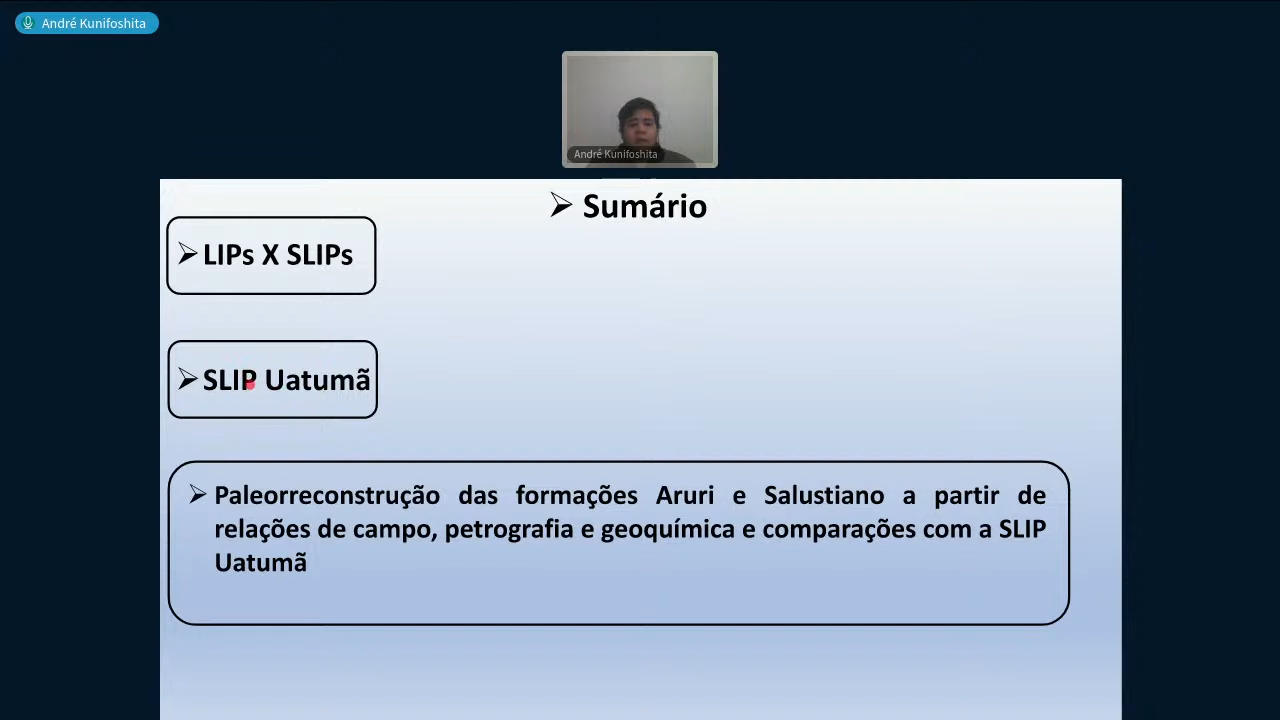 André Kunifoshita
André Kunifoshita
➢ Sumário
➢ LIPs X SLIPs
➢ SLIP Uatumã
➢ Paleorreconstrução das formações Aruri e Salustiano a partir de
relações de campo, petrografia e geoquímica e comparações com a SLIP
Uatumã